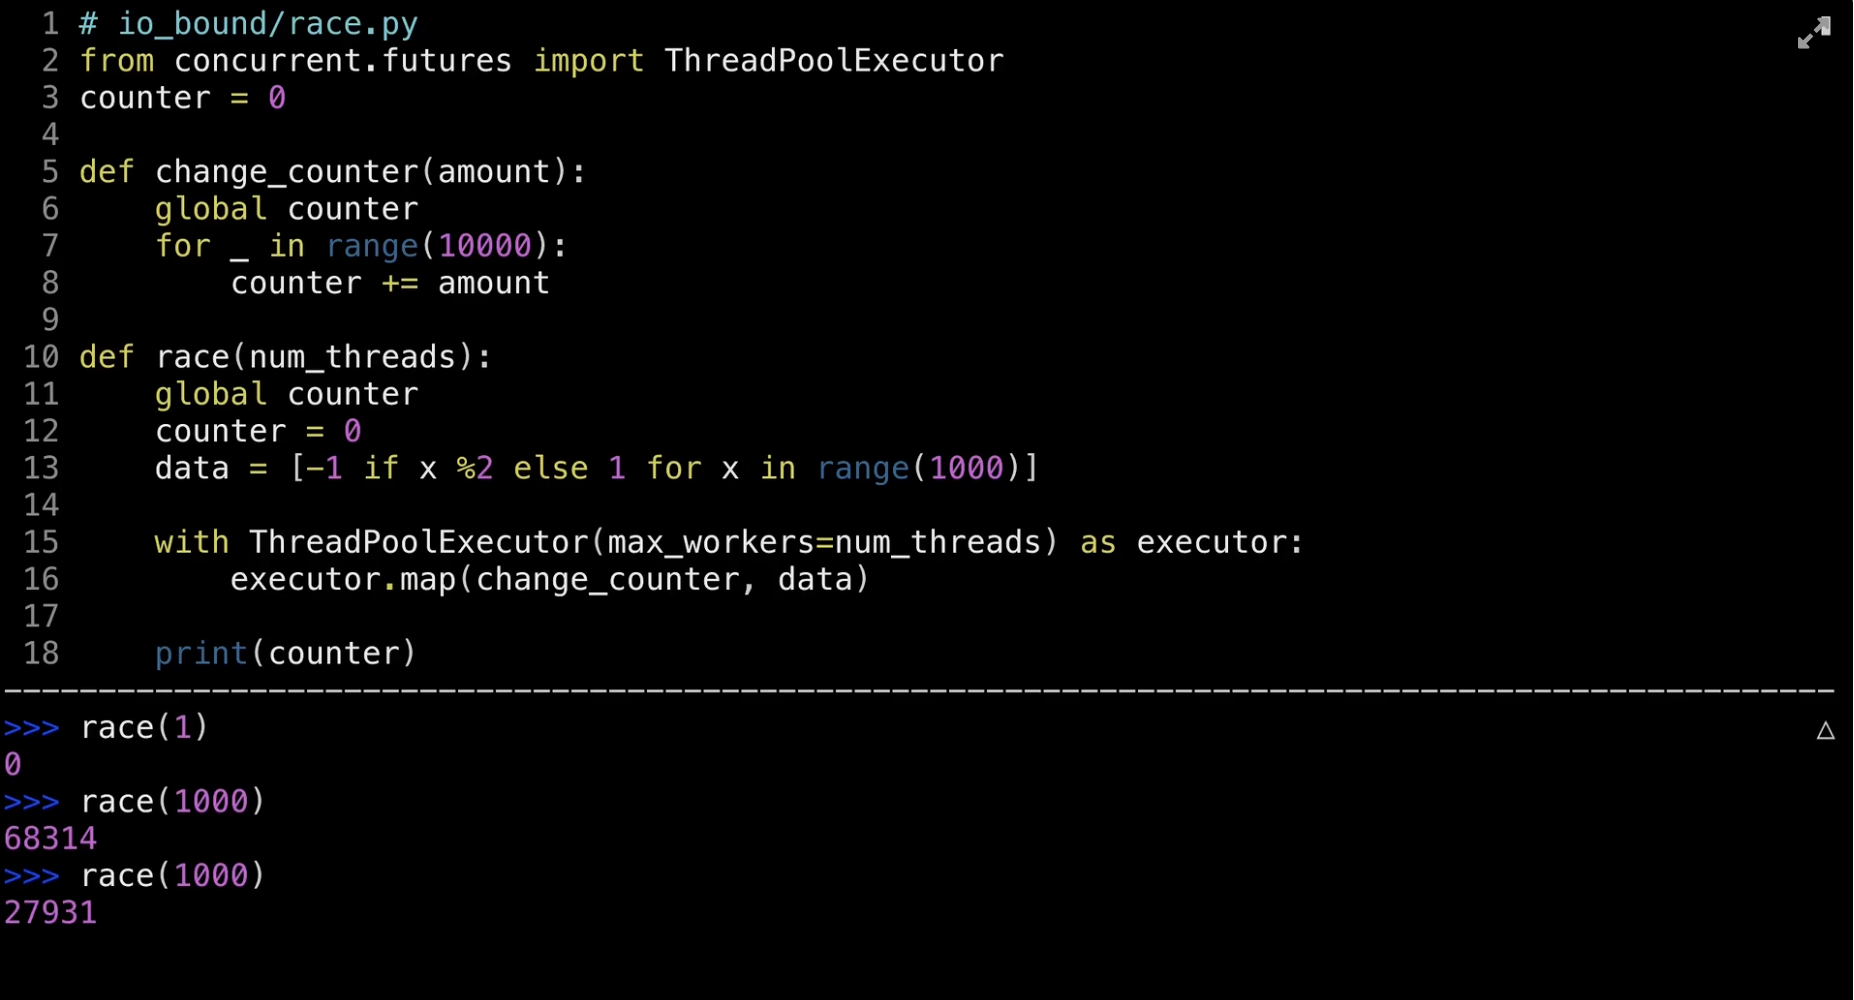 1 # io_bound/race.py
2 from concurrent.futures import ThreadPoolExecutor
3 counter = 0
4
5 def change_counter(amount):
6     global counter
7     for _ in range(10000):
8         counter += amount
9
10 def race(num_threads):
11     global counter
12     counter = 0
13     data = [-1 if x %2 else 1 for x in range(1000)]
14
15     with ThreadPoolExecutor(max_workers=num_threads) as executor:
16         executor.map(change_counter, data)
17
18     print(counter)
>>> race(1)
0
>>> race(1000)
68314
>>> race(1000)
27931